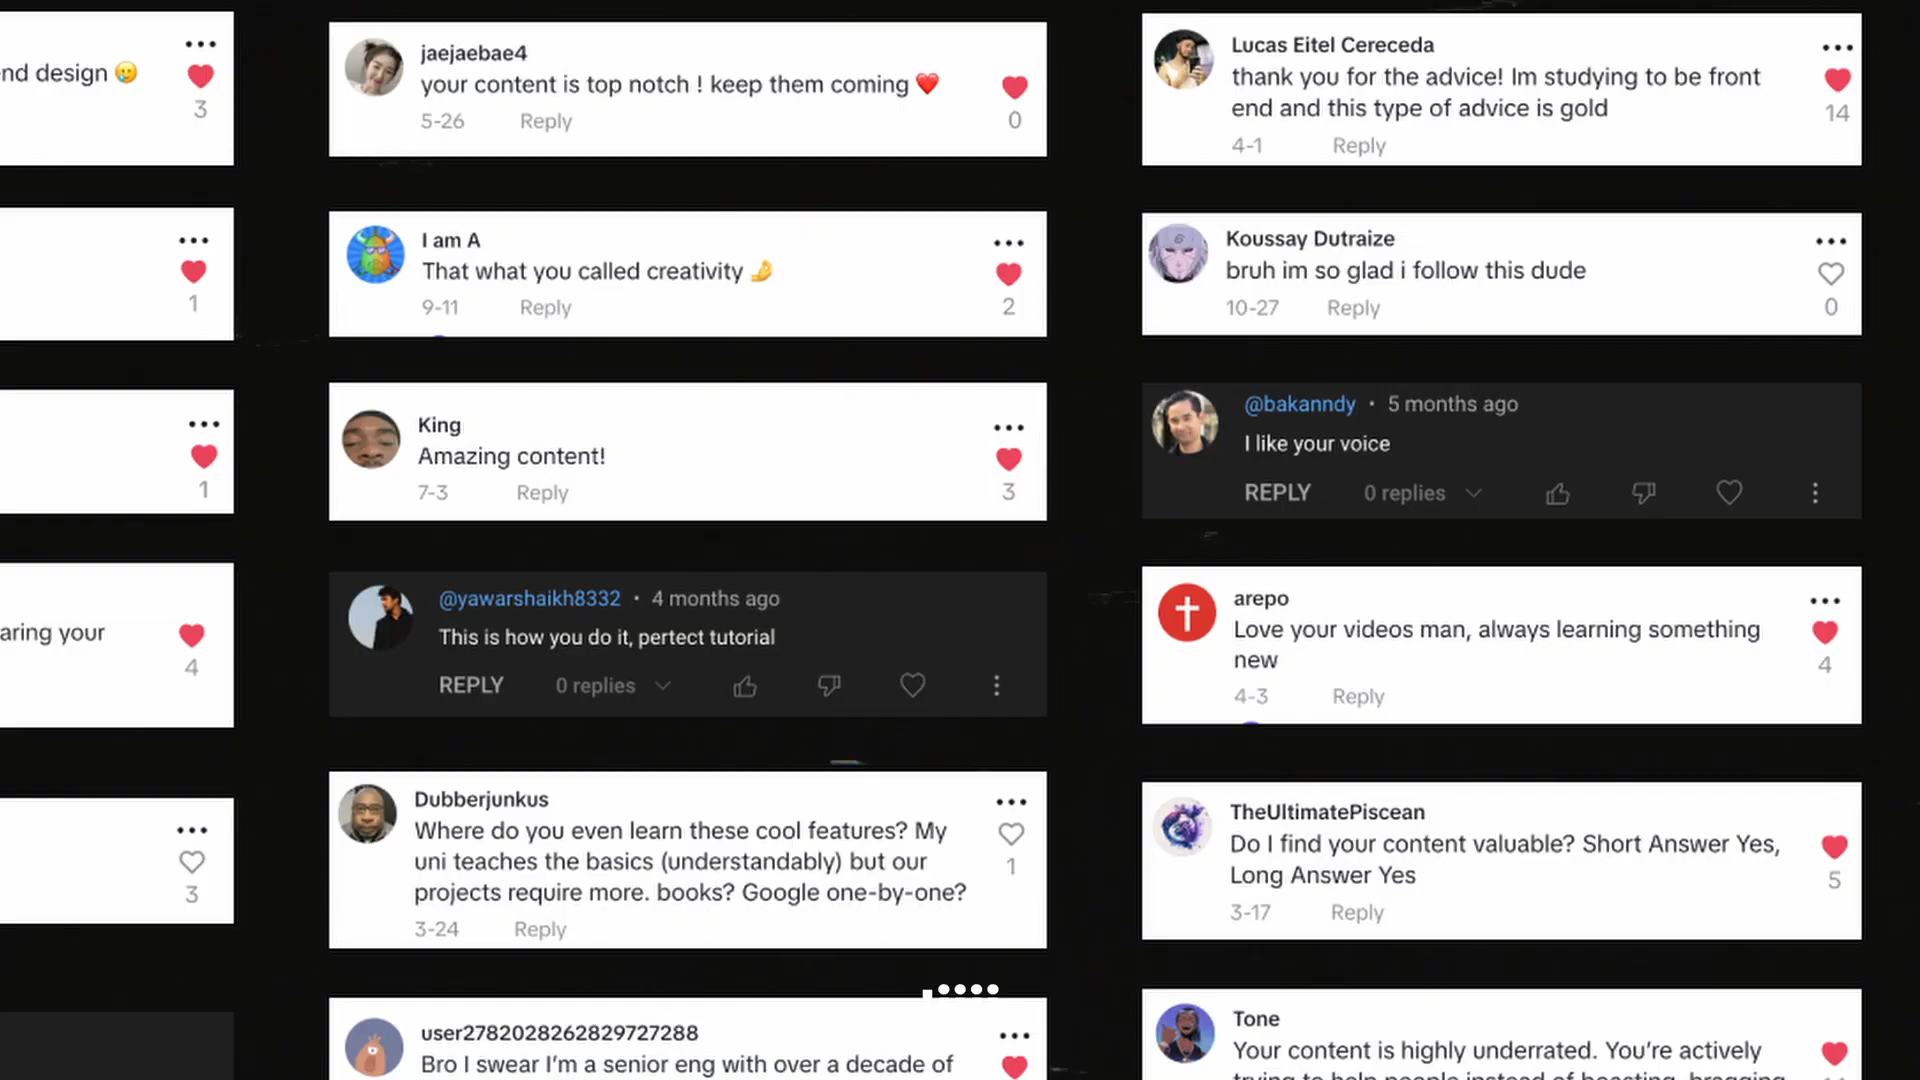 nd design 🥲
3
1
1
aring your
4
3
jaejaebae4
your content is top notch ! keep them coming ❤️
5-26 Reply
0
I am A
That what you called creativity 🤌
9-11 Reply
2
King
Amazing content!
7-3 Reply
3
@yawarshaikh8332 • 4 months ago
This is how you do it, pertect tutorial
REPLY 0 replies
Dubberjunkus
Where do you even learn these cool features? My
uni teaches the basics (understandably) but our
projects require more. books? Google one-by-one?
3-24 Reply
1
user2782028262829727288
Bro I swear I'm a senior eng with over a decade of
Lucas Eitel Cereceda
thank you for the advice! Im studying to be front
end and this type of advice is gold
4-1 Reply
14
Koussay Dutraize
bruh im so glad i follow this dude
10-27 Reply
0
@bakanndy • 5 months ago
I like your voice
REPLY 0 replies
arepo
Love your videos man, always learning something
new
4-3 Reply
4
TheUltimatePiscean
Do I find your content valuable? Short Answer Yes,
Long Answer Yes
3-17 Reply
5
Tone
Your content is highly underrated. You're actively
trying to help people instead of boasting, bragging